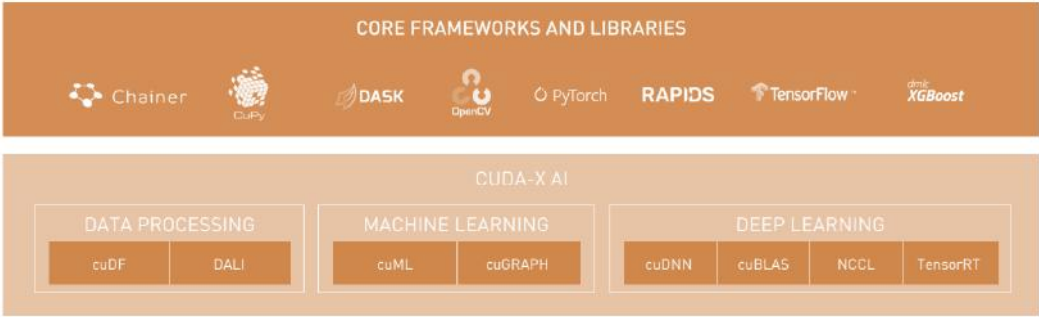 CORE FRAMEWORKS AND LIBRARIES
Chainer CuPy DASK OpenCV PyTorch RAPIDS TensorFlow dmlc XGBoost
CUDA-X AI
DATA PROCESSING MACHINE LEARNING DEEP LEARNING
cuDF DALI cuML cuGRAPH cuDNN cuBLAS NCCL TensorRT